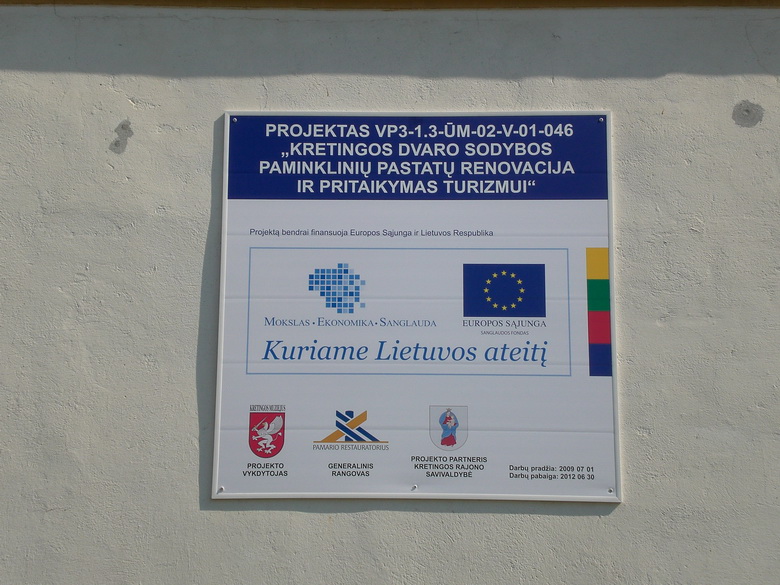 PROJEKTAS VP3-1.3-ŪM-02-V-01-046
„KRETINGOS DVARO SODYBOS
PAMINKLINIŲ PASTATŲ RENOVACIJA
IR PRITAIKYMAS TURIZMUI“
Projektą bendrai finansuoja Europos Sąjunga ir Lietuvos Respublika
MOKSLAS • EKONOMIKA • SANGLAUDA
EUROPOS SĄJUNGA
SANGLAUDOS FONDAS
Kuriame Lietuvos ateitį
KRETINGOS MUZIEJUS
PROJEKTO
VYKDYTOJAS
PAMARIO RESTAURATORIUS
GENERALINIS
RANGOVAS
PROJEKTO PARTNERIS
KRETINGOS RAJONO
SAVIVALDYBĖ
Darbų pradžia: 2009 07 01
Darbų pabaiga: 2012 06 30